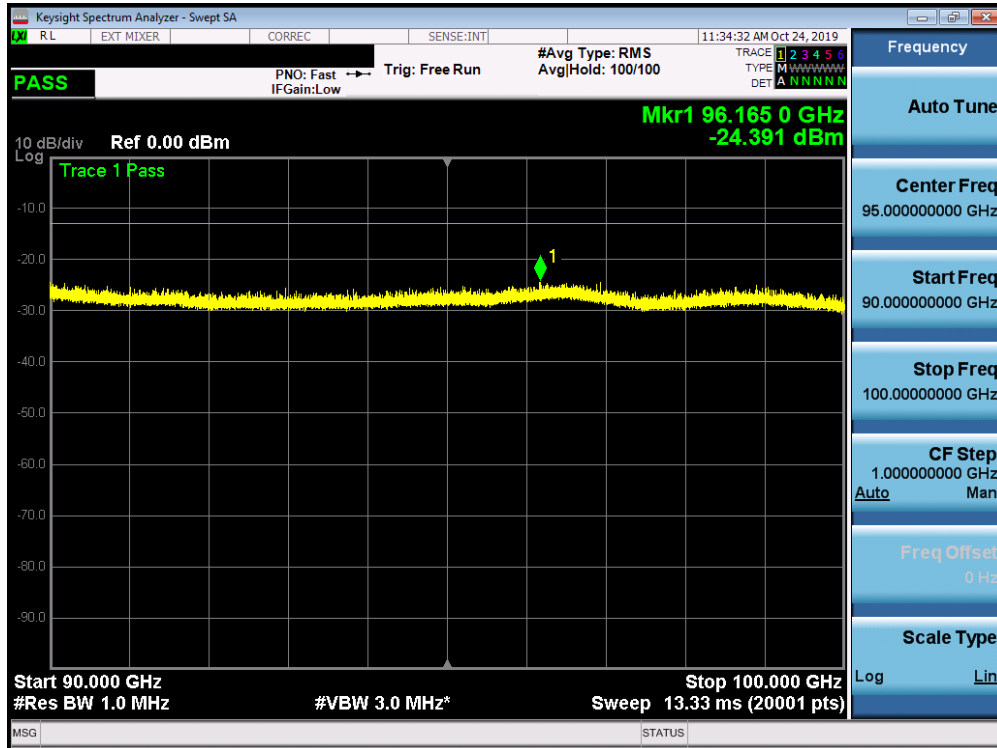 Keysight Spectrum Analyzer - Swept SA
LXI RL EXT MIXER CORREC SENSE:INT 11:34:32 AM Oct 24, 2019
PASS
PNO: Fast
IFGain:Low
Trig: Free Run
#Avg Type: RMS
Avg|Hold: 100/100
TRACE 1 2 3 4 5 6
TYPE M WWWWW
DET A N N N N N
Mkr1 96.165 0 GHz
-24.391 dBm
10 dB/div Ref 0.00 dBm
Log
Trace 1 Pass
1
-10.0
-20.0
-30.0
-40.0
-50.0
-60.0
-70.0
-80.0
-90.0
Start 90.000 GHz Stop 100.000 GHz
#Res BW 1.0 MHz #VBW 3.0 MHz* Sweep 13.33 ms (20001 pts)
MSG STATUS
Frequency
Auto Tune
Center Freq
95.000000000 GHz
Start Freq
90.000000000 GHz
Stop Freq
100.00000000 GHz
CF Step
1.000000000 GHz
Auto Man
Freq Offset
0 Hz
Scale Type
Log Lin